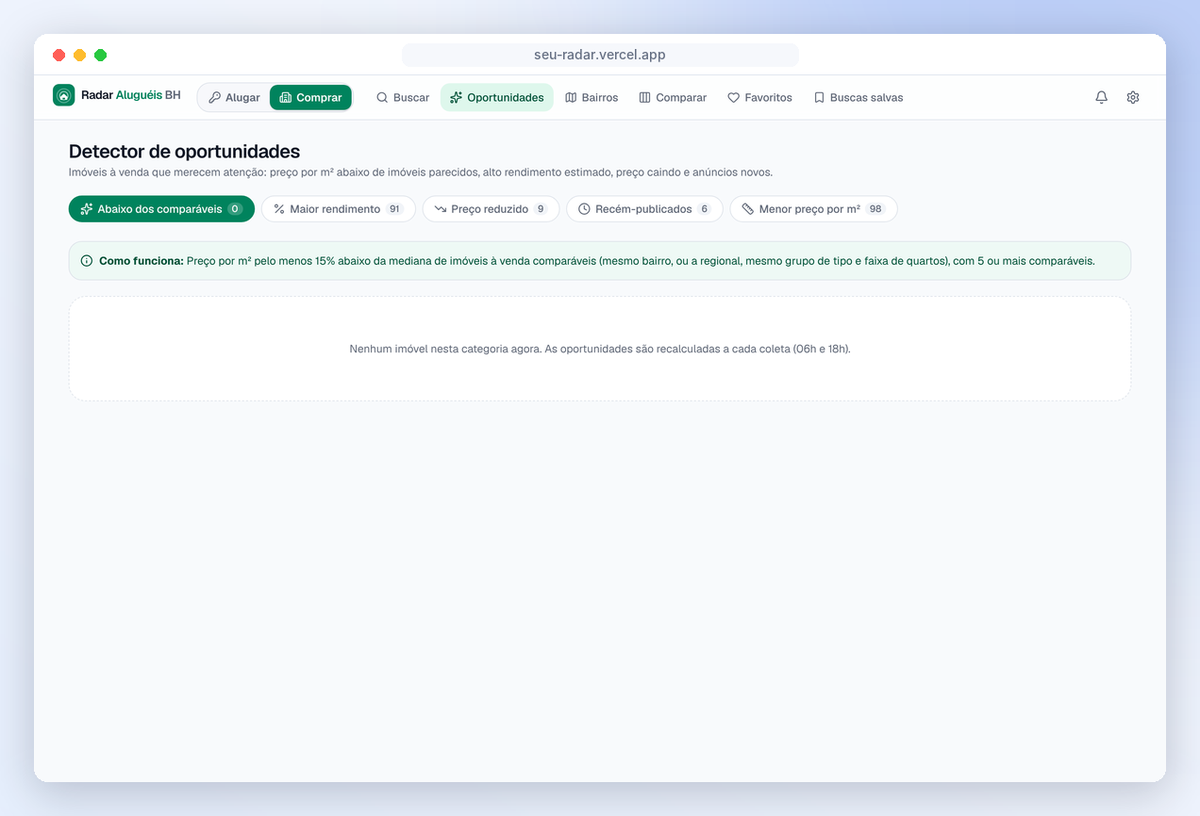 seu-radar.vercel.app
Radar Aluguéis BH
Alugar
Comprar
Buscar
Oportunidades
Bairros
Comparar
Favoritos
Buscas salvas
Detector de oportunidades
Imóveis à venda que merecem atenção: preço por m² abaixo de imóveis parecidos, alto rendimento estimado, preço caindo e anúncios novos.
Abaixo dos comparáveis 0
Maior rendimento 91
Preço reduzido 9
Recém-publicados 6
Menor preço por m² 98
Como funciona: Preço por m² pelo menos 15% abaixo da mediana de imóveis à venda comparáveis (mesmo bairro, ou a regional, mesmo grupo de tipo e faixa de quartos), com 5 ou mais comparáveis.
Nenhum imóvel nesta categoria agora. As oportunidades são recalculadas a cada coleta (06h e 18h).